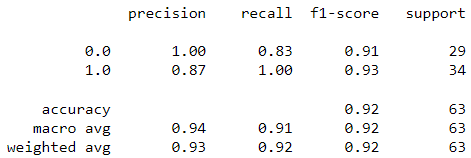 precision recall f1-score support
0.0 1.00 0.83 0.91 29
1.0 0.87 1.00 0.93 34
accuracy 0.92 63
macro avg 0.94 0.91 0.92 63
weighted avg 0.93 0.92 0.92 63